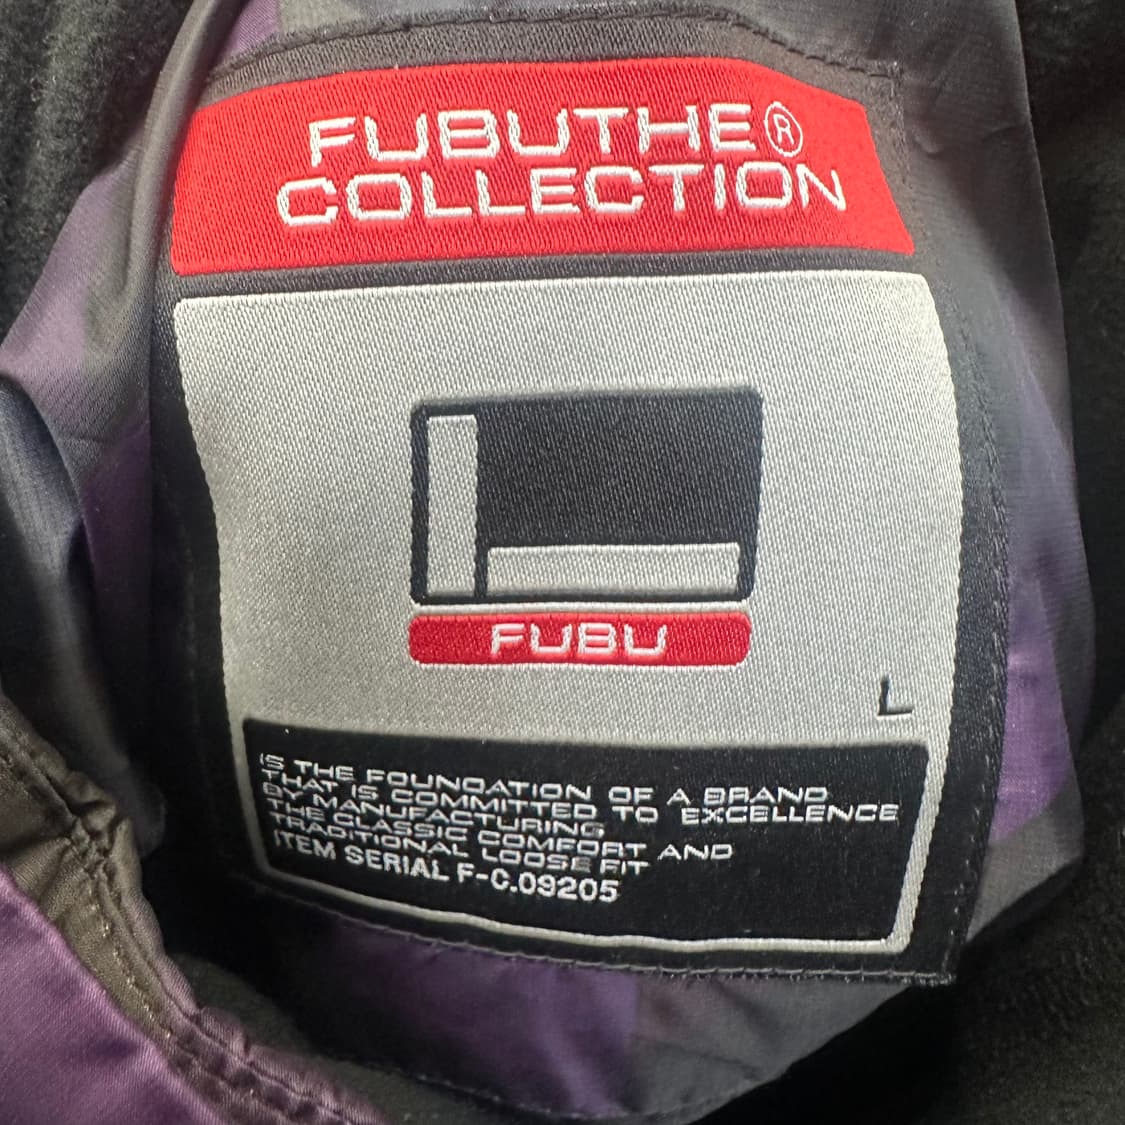 FUBUTHE®
COLLECTION
FUBU
L
IS THE FOUNDATION OF A BRAND
THAT IS COMMITTED TO EXCELLENCE
BY MANUFACTURING
THE CLASSIC COMFORT AND
TRADITIONAL LOOSE FIT
ITEM SERIAL F-C.09205